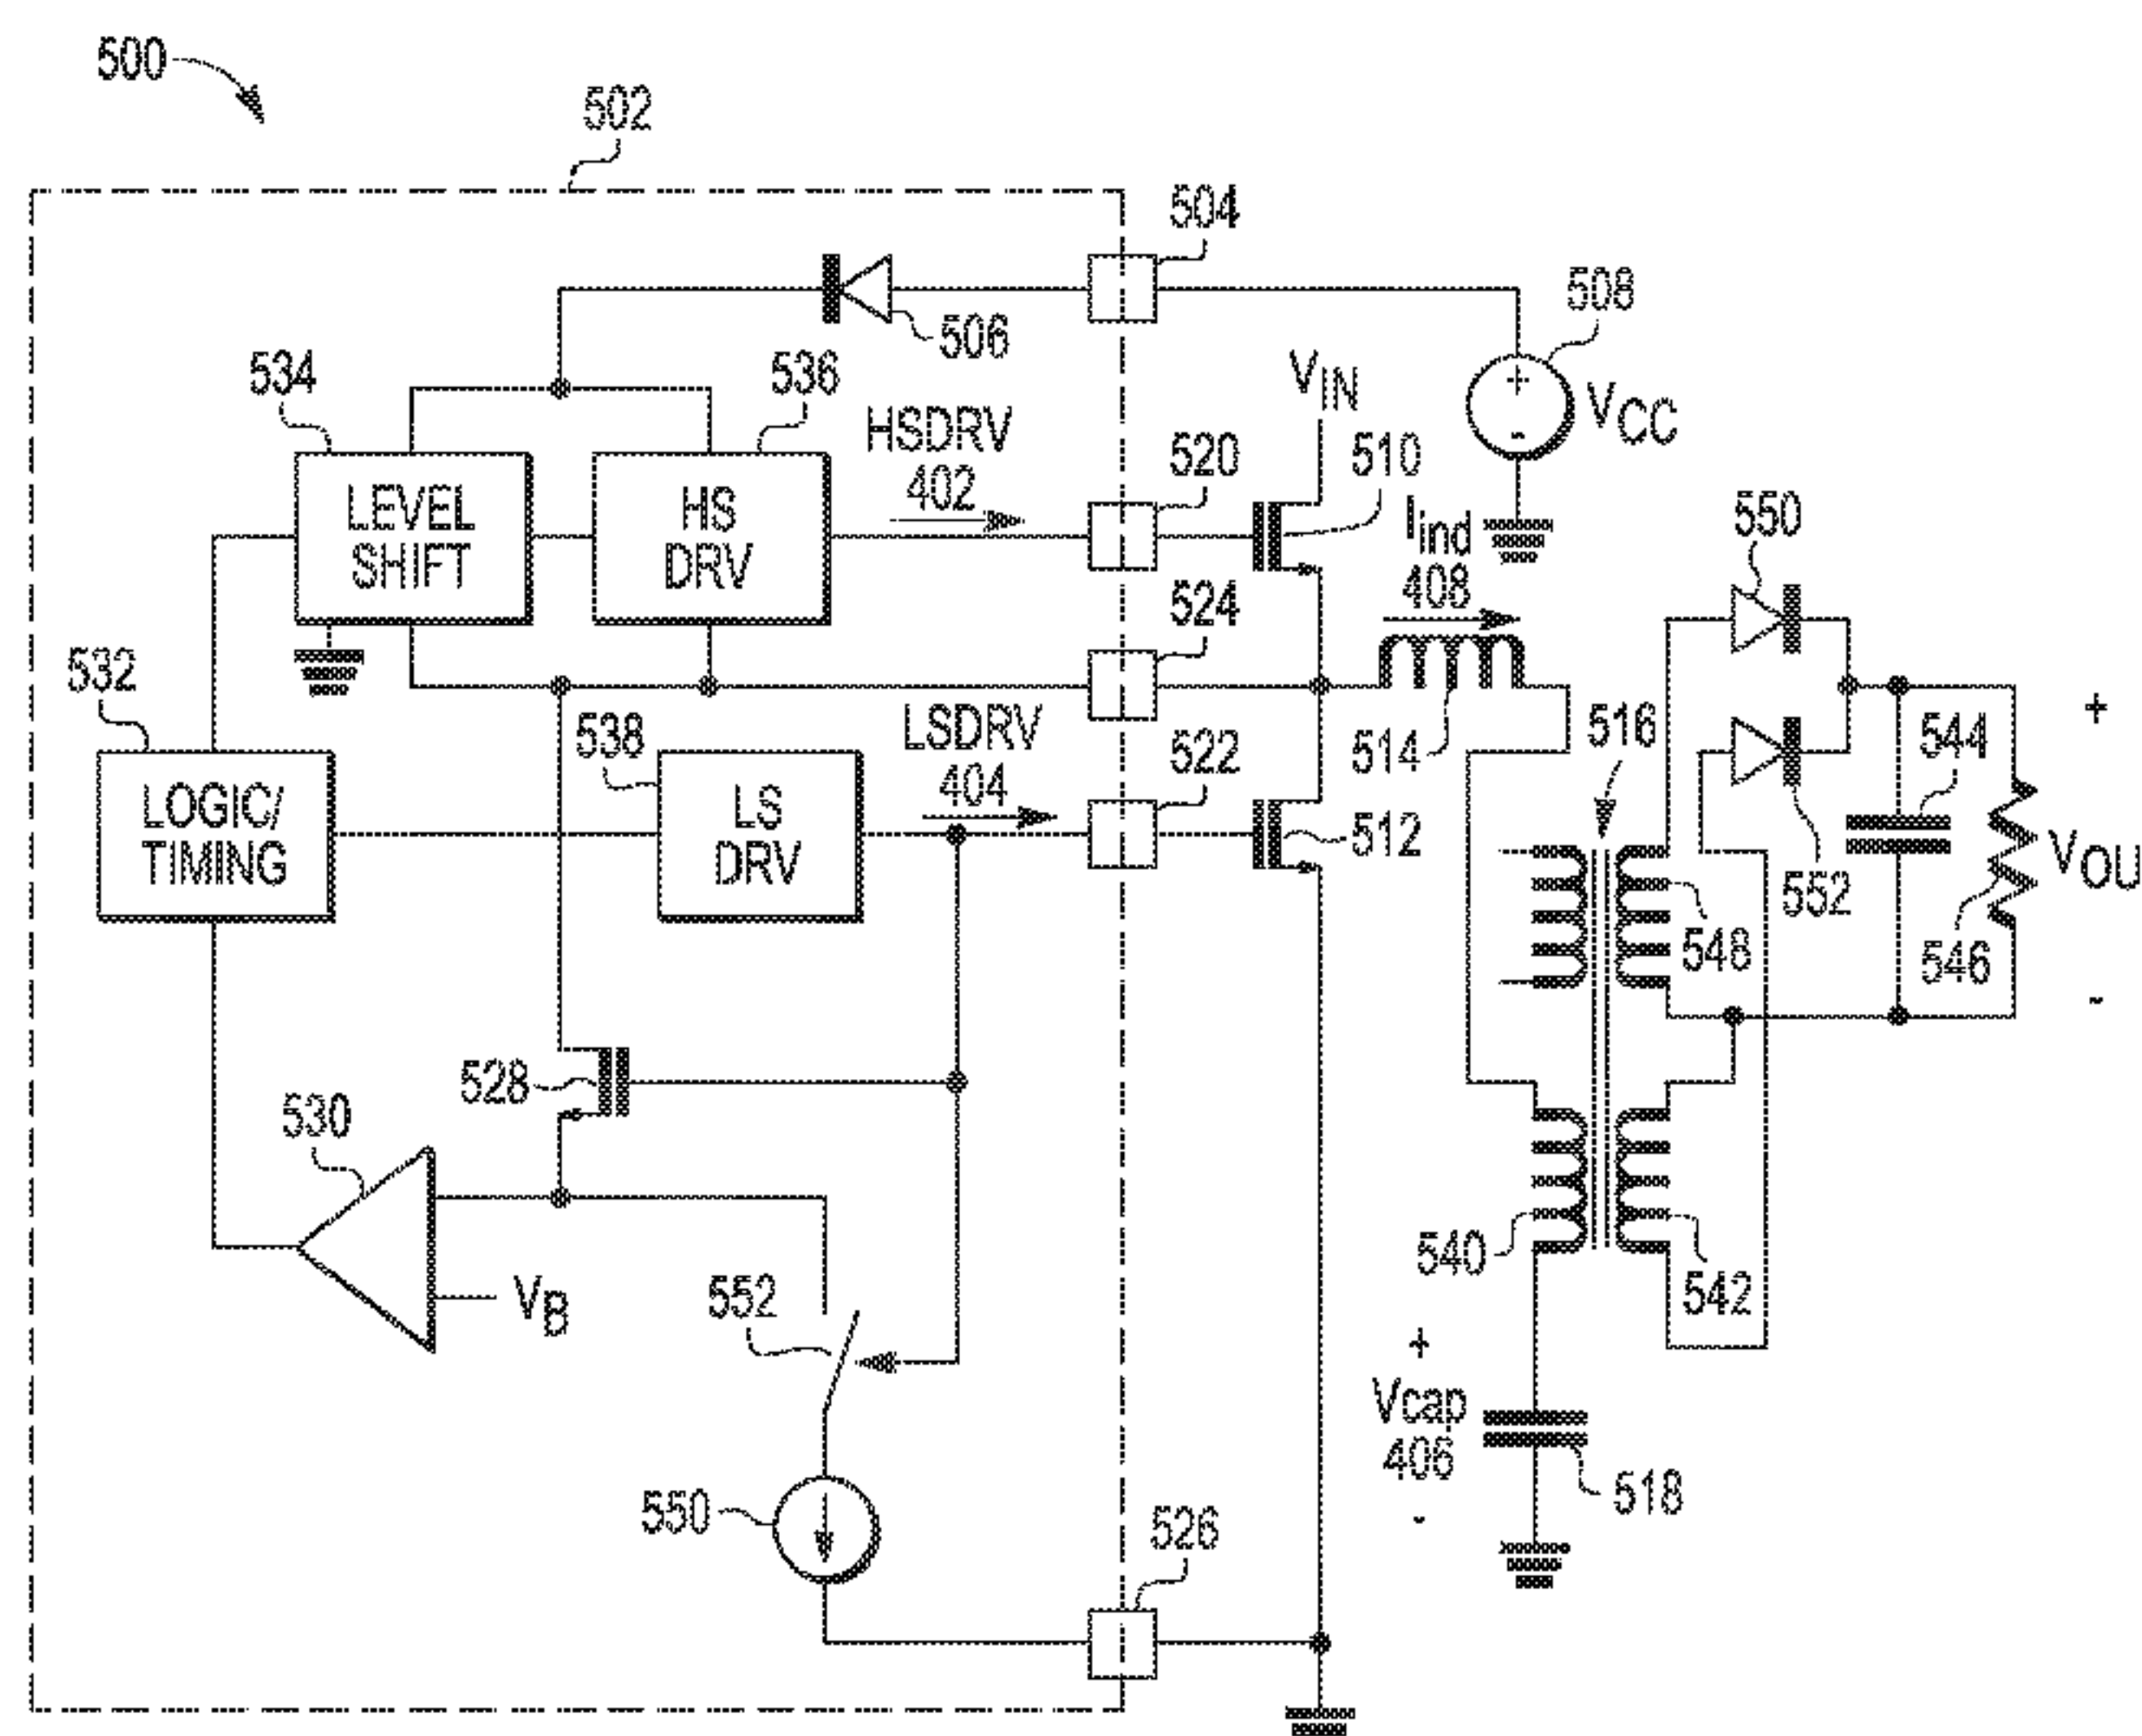 500
502
504
506
508
534
536
HSDRV
402
VIN
520
510
VCC
LEVEL
SHIFT
HS
DRV
Iind
408
550
524
532
538
LSDRV
404
522
514
516
544
LOGIC/
TIMING
LS
DRV
512
552
VOU
548
546
528
530
540
542
VB
552
+
Vcap
406
-
518
550
526
+
-
+
-